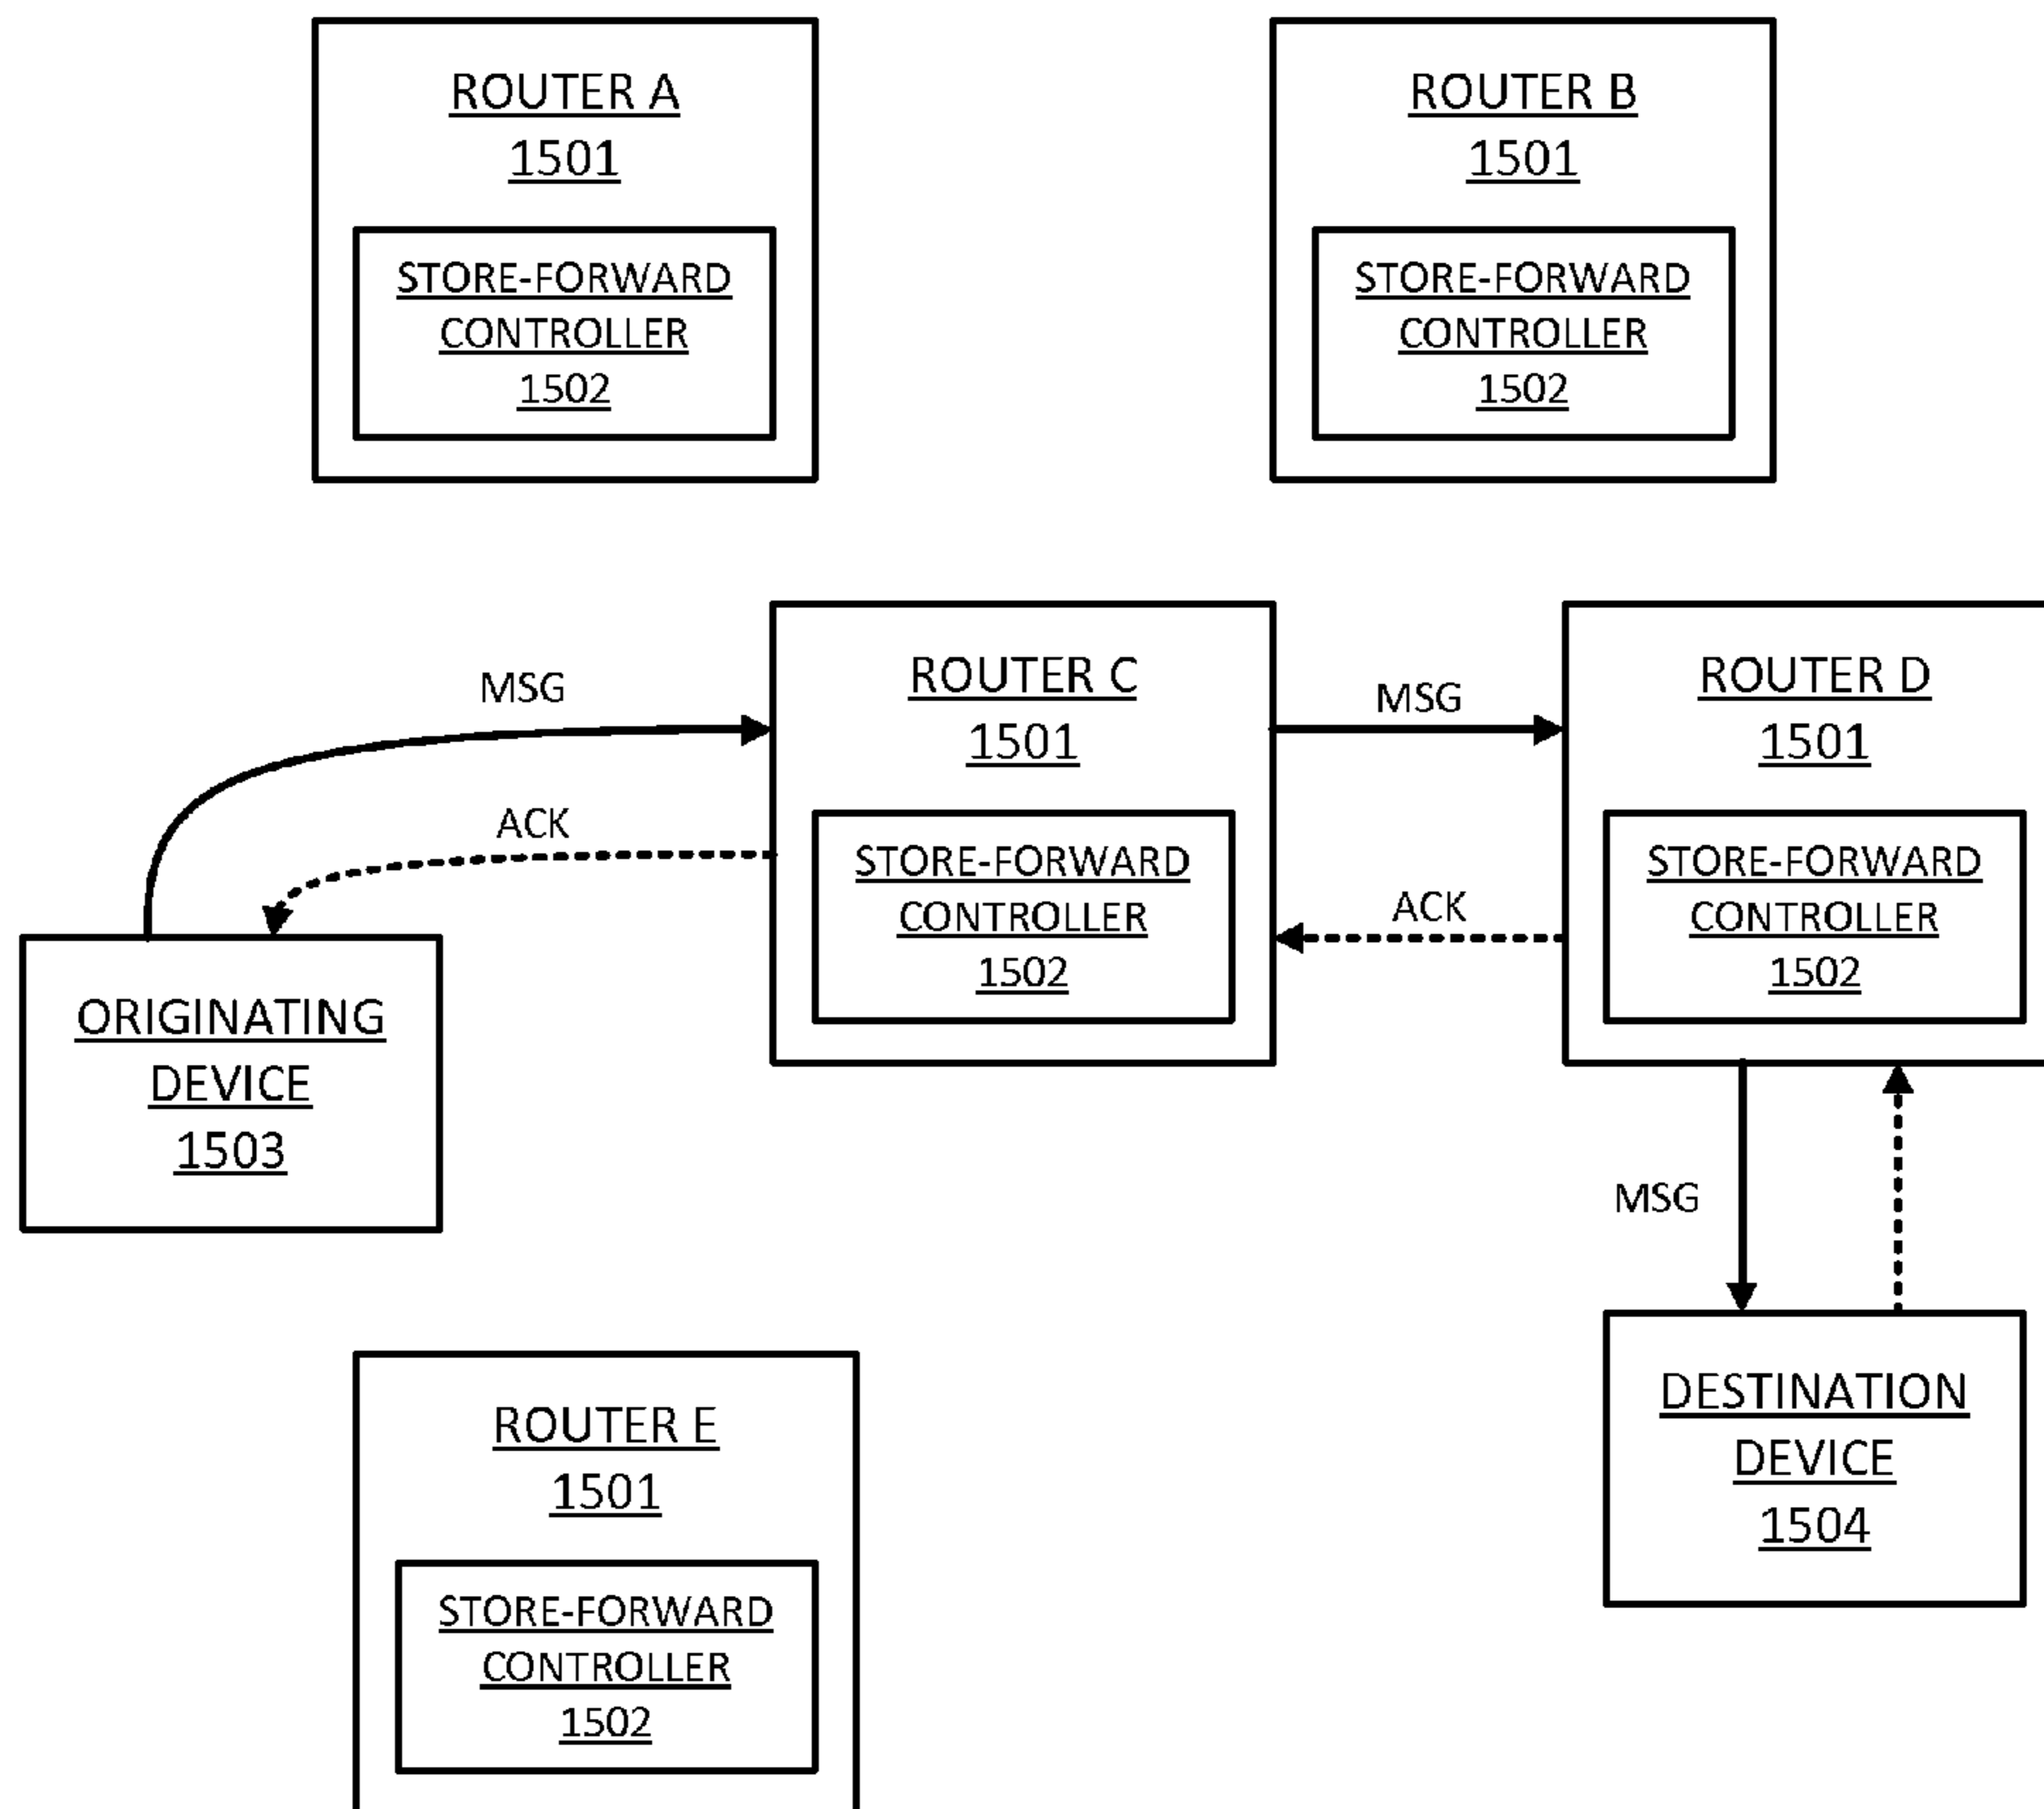 ROUTER A
1501
STORE-FORWARD
CONTROLLER
1502
ROUTER B
1501
STORE-FORWARD
CONTROLLER
1502
MSG
ROUTER C
1501
STORE-FORWARD
CONTROLLER
1502
MSG
ROUTER D
1501
STORE-FORWARD
CONTROLLER
1502
ACK
ACK
ORIGINATING
DEVICE
1503
MSG
DESTINATION
DEVICE
1504
ROUTER E
1501
STORE-FORWARD
CONTROLLER
1502